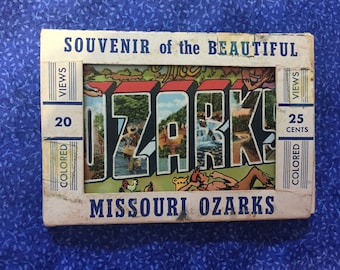 SOUVENIR of the BEAUTIFUL
VIEWS
20
COLORED
OZARKS
VIEWS
25
CENTS
COLORED
MISSOURI OZARKS